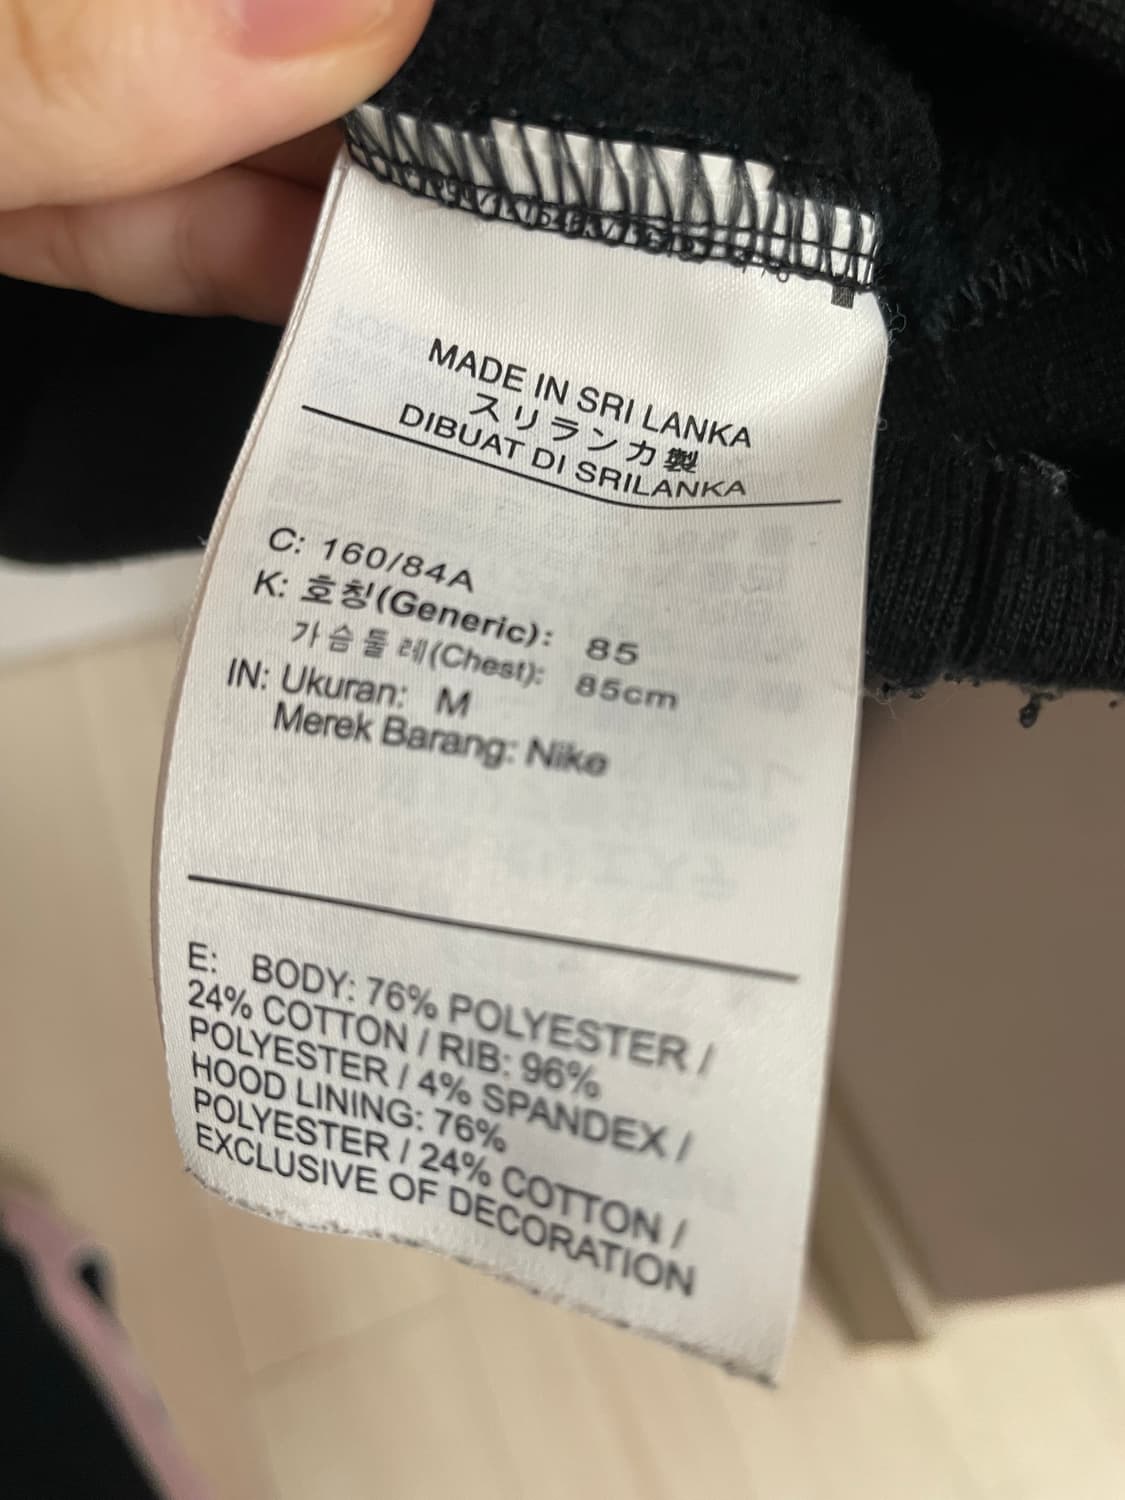 MADE IN SRI LANKA
スリランカ製
DIBUAT DI SRILANKA
C: 160/84A
K: 호칭(Generic): 85
가슴둘레(Chest): 85cm
IN: Ukuran: M
Merek Barang: Nike
E: BODY: 76% POLYESTER /
24% COTTON / RIB: 96%
POLYESTER / 4% SPANDEX /
HOOD LINING: 76%
POLYESTER / 24% COTTON /
EXCLUSIVE OF DECORATION